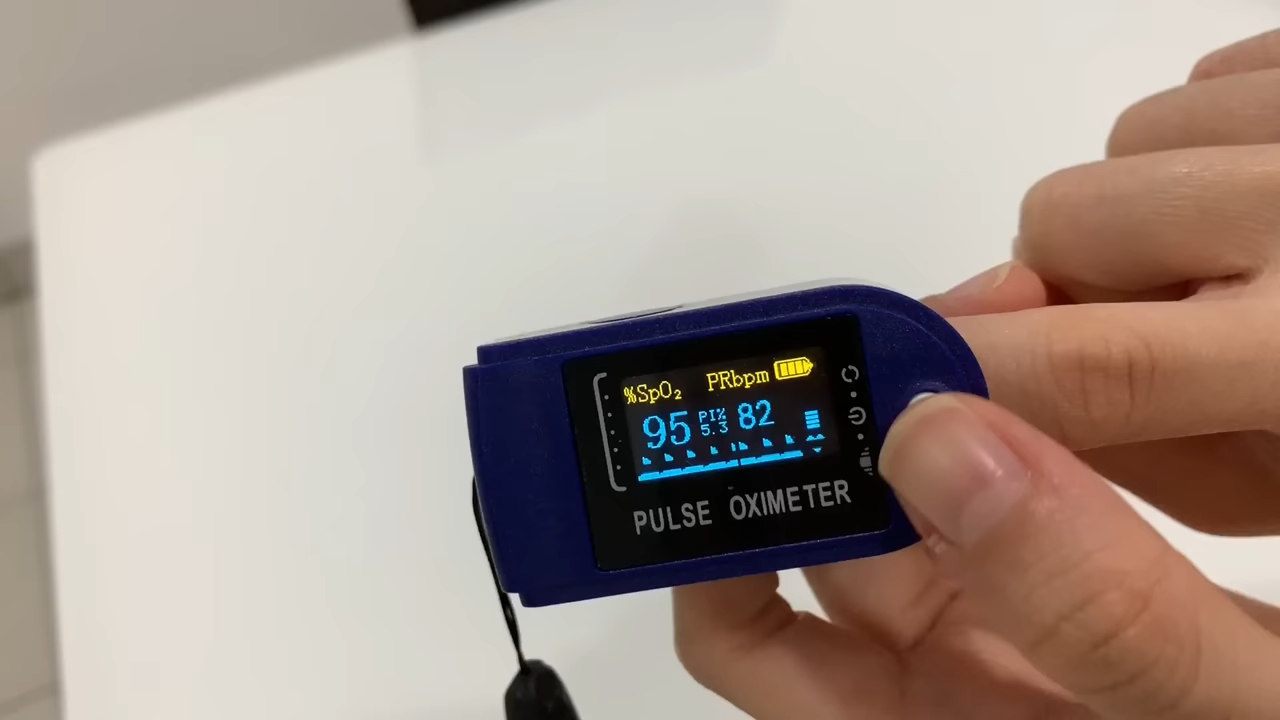 %SpO₂ PRbpm
95 PI% 82
5.3
PULSE OXIMETER